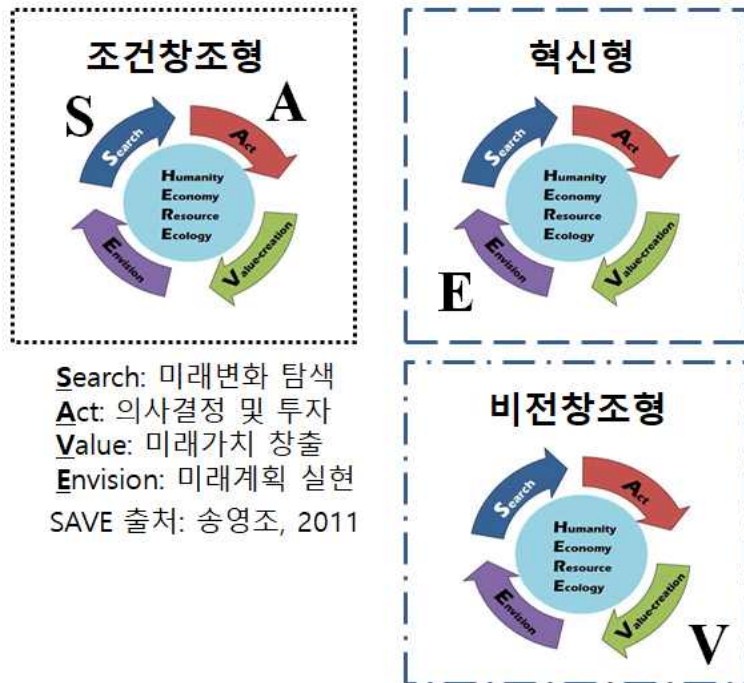 조건창조형
S
A
Search
Act
Value-creation
Envision
Humanity
Economy
Resource
Ecology
혁신형
Search
Act
Value-creation
Envision
Humanity
Economy
Resource
Ecology
E
Search: 미래변화 탐색
Act: 의사결정 및 투자
Value: 미래가치 창출
Envision: 미래계획 실현
SAVE 출처: 송영조, 2011
비전창조형
Search
Act
Value-creation
Envision
Humanity
Economy
Resource
Ecology
V